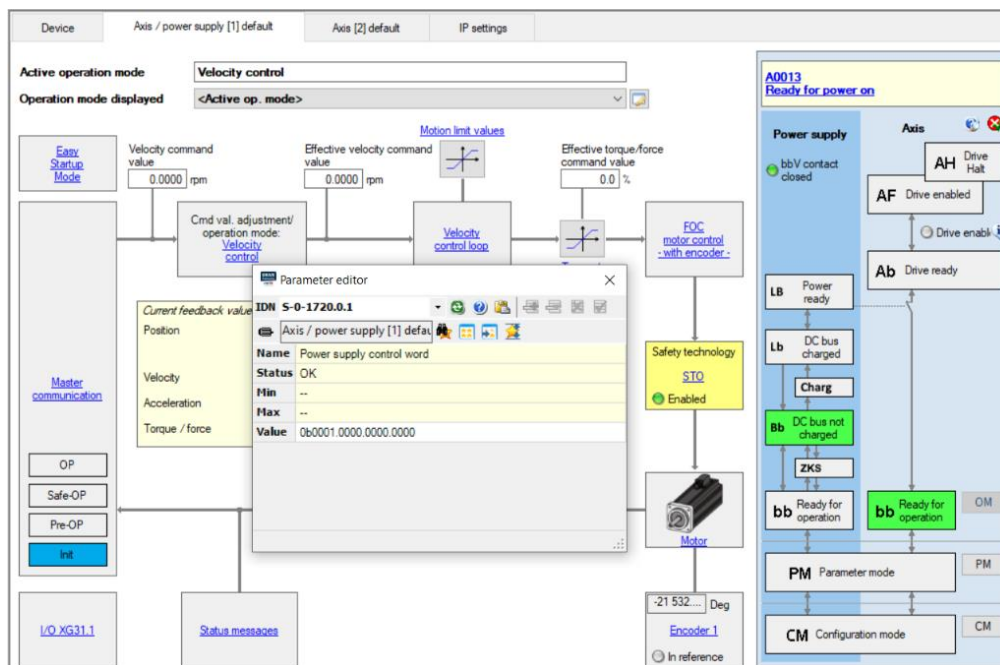 Device
Axis / power supply [1] default
Axis [2] default
IP settings
Active operation mode
Velocity control
Operation mode displayed
<Active op. mode>
Easy
Startup
Mode
Velocity command
value
0.0000 rpm
Effective velocity command
value
0.0000 rpm
Motion limit values
Effective torque/force
command value
0.0 %
Cmd val. adjustment/
operation mode:
Velocity
control
Velocity
control loop
FOC
motor control
- with encoder -
Current feedback value
Position
Velocity
Acceleration
Torque / force
Master
communication
OP
Safe-OP
Pre-OP
Init
Parameter editor
IDN S-0-1720.0.1
Axis / power supply [1] defau
Name Power supply control word
Status OK
Min --
Max --
Value 0b0001.0000.0000.0000
Safety technology
STO
Enabled
Motor
-21 532.... Deg
Encoder 1
In reference
I/O XG31.1
Status messages
A0013
Ready for power on
Power supply
bbV contact
closed
Axis
AH Drive
Halt
AF Drive enabled
Drive enabl
Ab Drive ready
LB Power
ready
Lb DC bus
charged
Charg
Bb DC bus not
charged
ZKS
bb Ready for
operation
bb Ready for
operation
OM
PM Parameter mode
PM
CM Configuration mode
CM